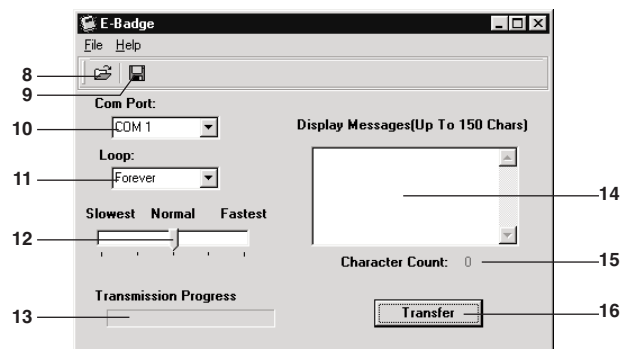 E-Badge
File Help
8
9
Com Port:
10 COM 1
Display Messages(Up To 150 Chars)
Loop:
11 Forever
14
Slowest Normal Fastest
12
Character Count: 0 15
Transmission Progress
13
Transfer 16